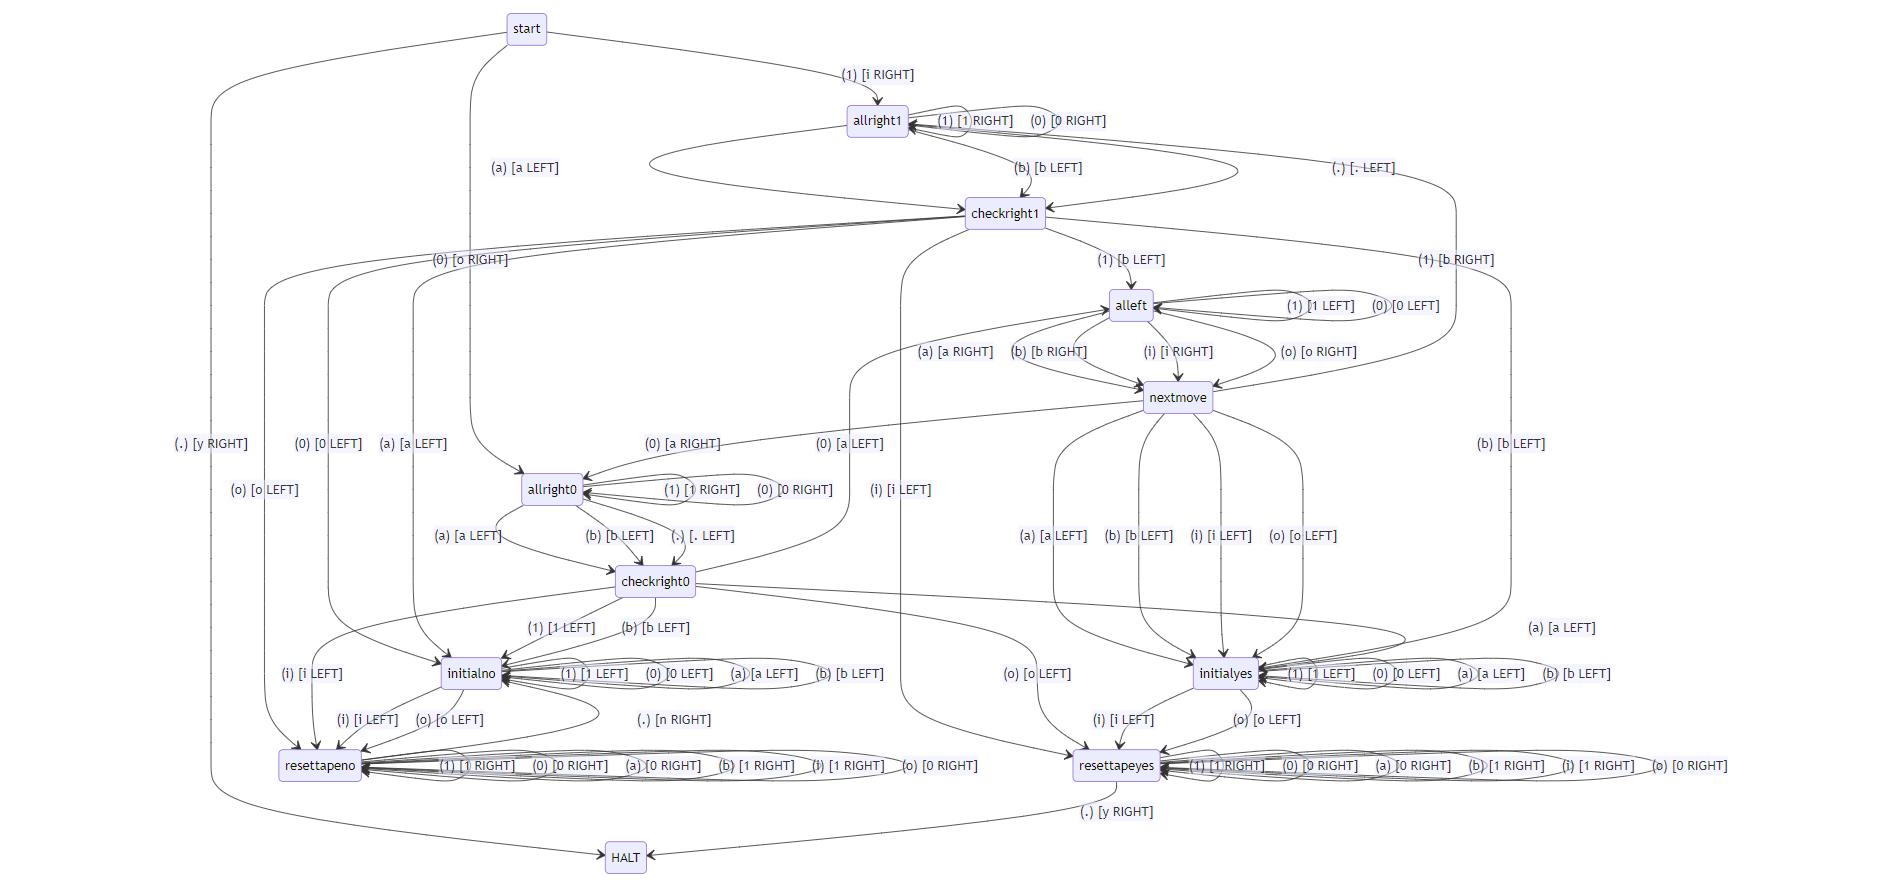 start
(1) [i RIGHT]
allright1
(1) [1 RIGHT]
(0) [0 RIGHT]
(a) [a LEFT]
(b) [b LEFT]
(.) [. LEFT]
checkright1
(0) [o RIGHT]
(1) [b LEFT]
(1) [b RIGHT]
alleft
(1) [1 LEFT]
(0) [0 LEFT]
(a) [a RIGHT]
(b) [b RIGHT]
(i) [i RIGHT]
(o) [o RIGHT]
nextmove
(.) [y RIGHT]
(0) [0 LEFT]
(a) [a LEFT]
(0) [a RIGHT]
(0) [a LEFT]
(b) [b LEFT]
(o) [o LEFT]
allright0
(1) [1 RIGHT]
(0) [0 RIGHT]
(i) [i LEFT]
(a) [a LEFT]
(b) [b LEFT]
(.) [. LEFT]
(a) [a LEFT]
(b) [b LEFT]
(i) [i LEFT]
(o) [o LEFT]
checkright0
(1) [1 LEFT]
(b) [b LEFT]
(a) [a LEFT]
(i) [i LEFT]
initialno
(1) [1 LEFT]
(0) [0 LEFT]
(a) [a LEFT]
(b) [b LEFT]
(o) [o LEFT]
initialyes
(1) [1 LEFT]
(0) [0 LEFT]
(a) [a LEFT]
(b) [b LEFT]
(i) [i LEFT]
(o) [o LEFT]
(.) [n RIGHT]
(i) [i LEFT]
(o) [o LEFT]
resettapeno
(1) [1 RIGHT]
(0) [0 RIGHT]
(a) [0 RIGHT]
(b) [1 RIGHT]
(i) [1 RIGHT]
(o) [0 RIGHT]
resettapeyes
(1) [1 RIGHT]
(0) [0 RIGHT]
(a) [0 RIGHT]
(b) [1 RIGHT]
(i) [1 RIGHT]
(o) [0 RIGHT]
(.) [y RIGHT]
HALT